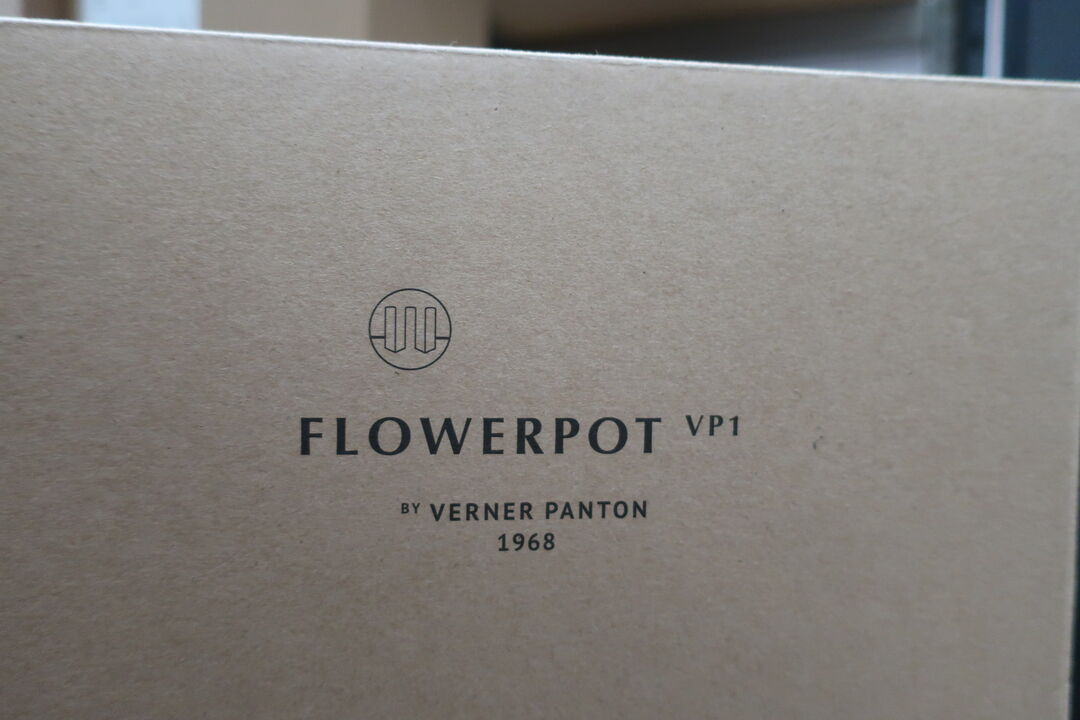 FLOWERPOT VP1
BY VERNER PANTON
1968